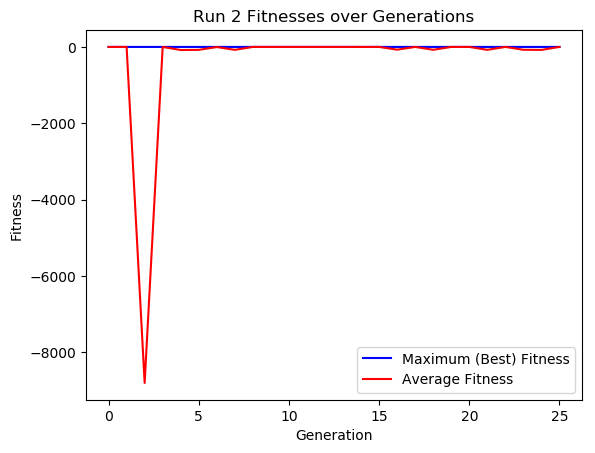 Run 2 Fitnesses over Generations
Fitness
0
−2000
−4000
−6000
−8000
Maximum (Best) Fitness
Average Fitness
0 5 10 15 20 25
Generation